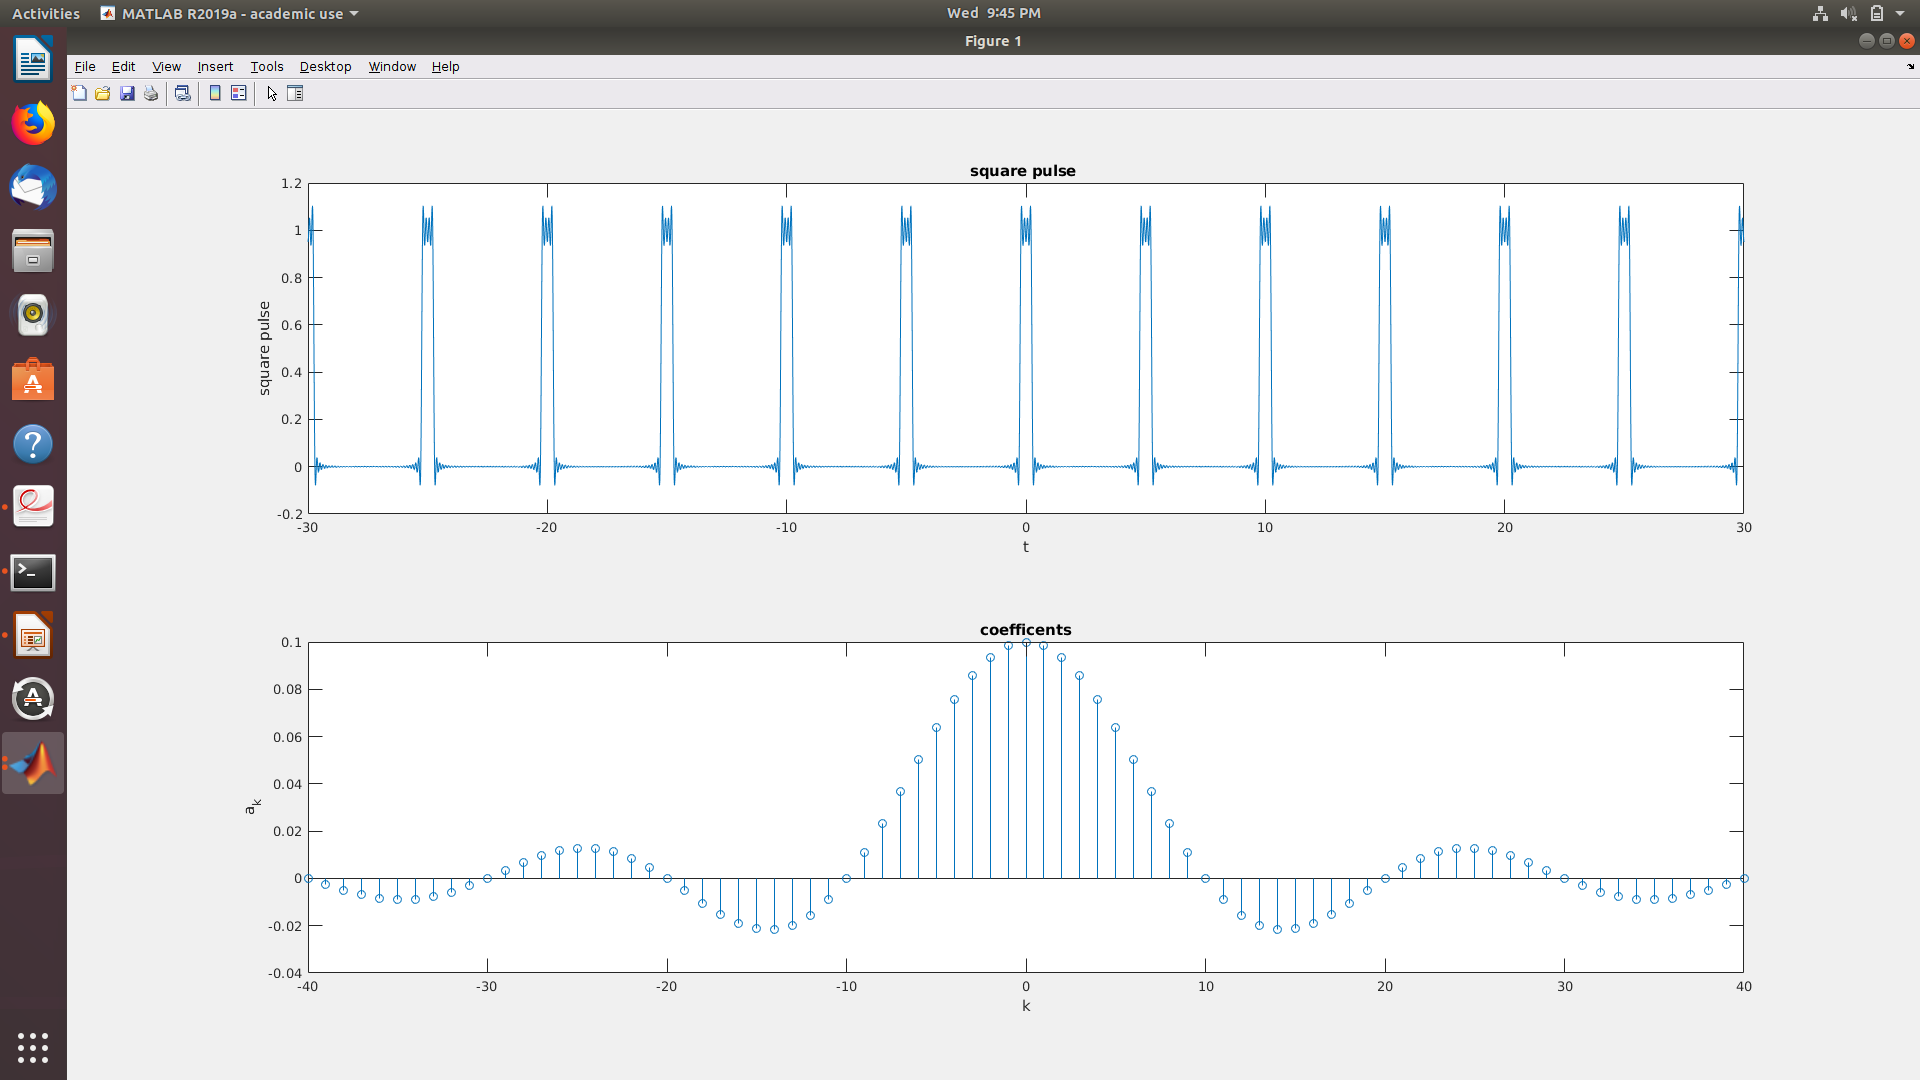 Activities MATLAB R2019a - academic use Wed 9:45 PM
Figure 1
File Edit View Insert Tools Desktop Window Help
square pulse
1.2
1
0.8
0.6
0.4
0.2
0
-0.2
square pulse
-30 -20 -10 0 10 20 30
t
coefficents
0.1
0.08
0.06
0.04
0.02
0
-0.02
-0.04
a_k
-40 -30 -20 -10 0 10 20 30 40
k